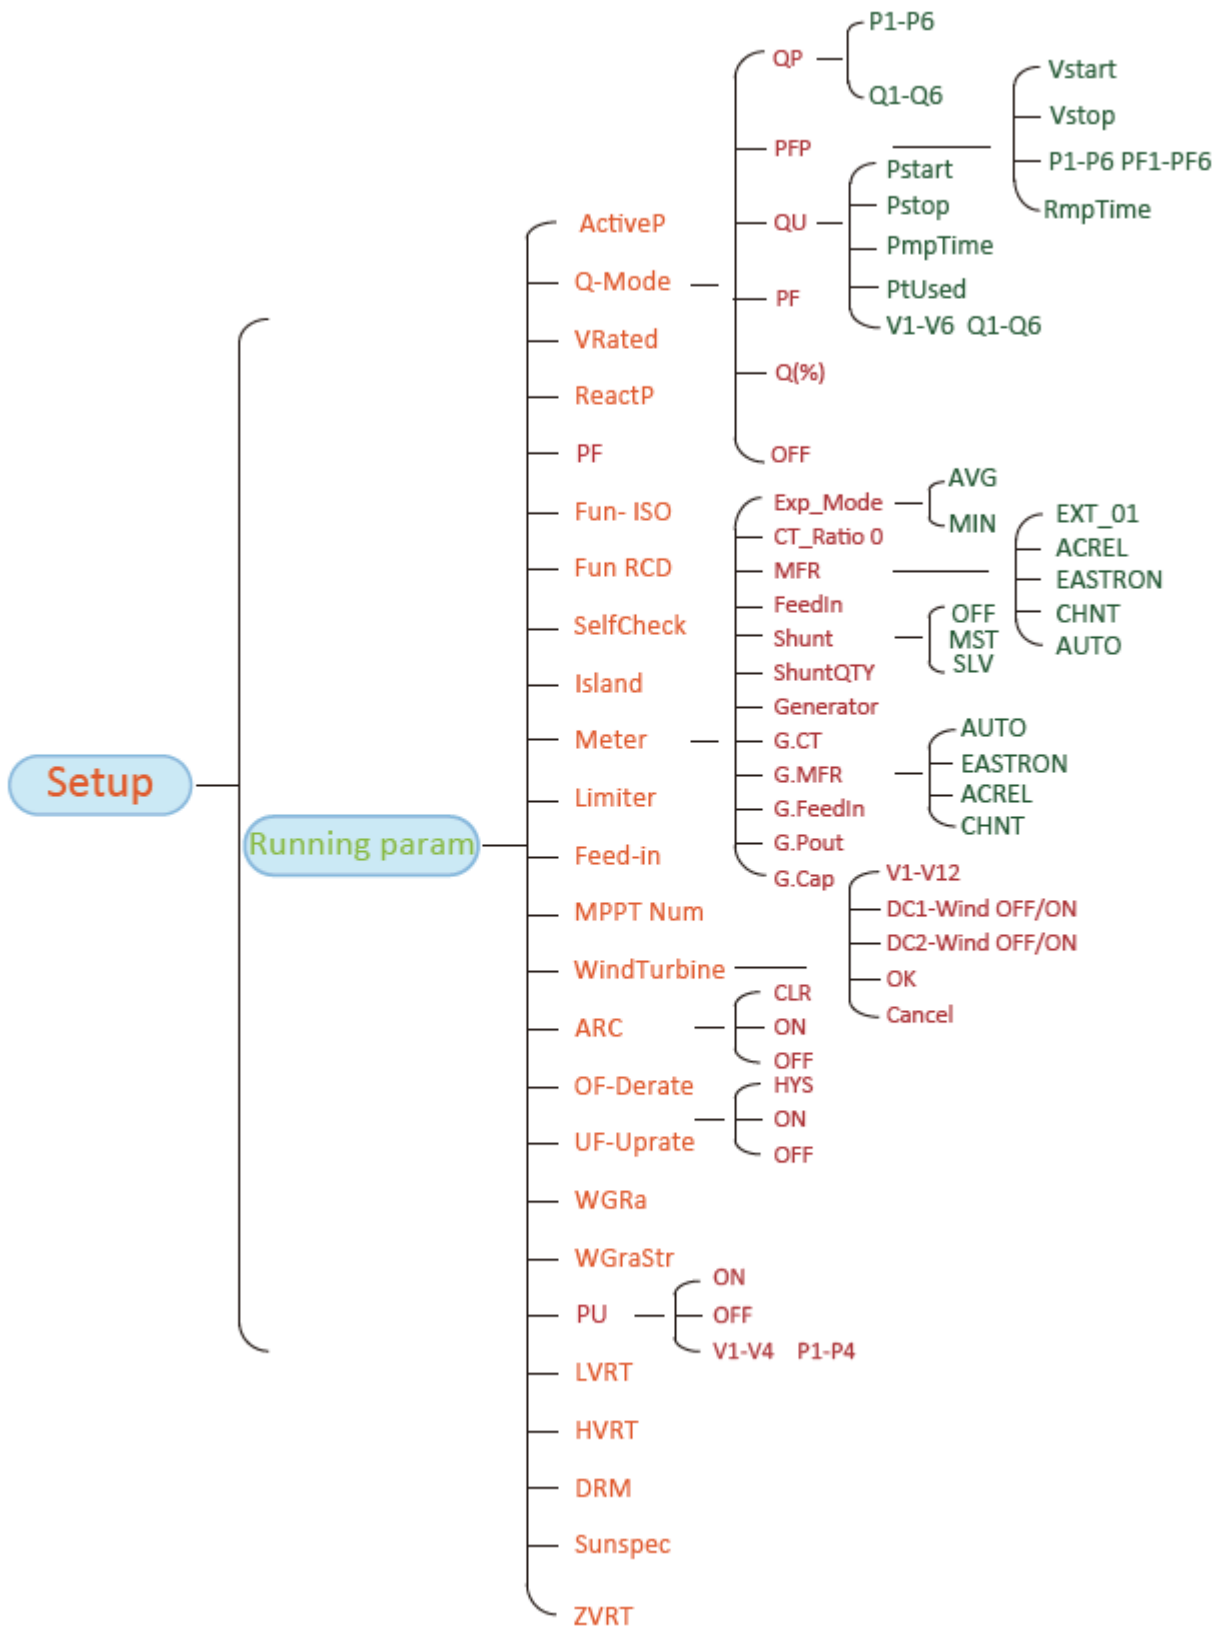 Setup
Running param
ActiveP
Q-Mode
QP
P1-P6
Q1-Q6
PFP
Vstart
Vstop
P1-P6 PF1-PF6
RmpTime
QU
Pstart
Pstop
PmpTime
PtUsed
V1-V6 Q1-Q6
PF
Q(%)
OFF
VRated
ReactP
PF
Fun- ISO
Fun RCD
SelfCheck
Island
Meter
Exp_Mode
AVG
MIN
CT_Ratio 0
MFR
EXT_01
ACREL
EASTRON
CHNT
AUTO
FeedIn
Shunt
OFF
MST
SLV
ShuntQTY
Generator
G.CT
G.MFR
AUTO
EASTRON
ACREL
CHNT
G.FeedIn
G.Pout
G.Cap
Limiter
Feed-in
MPPT Num
WindTurbine
V1-V12
DC1-Wind OFF/ON
DC2-Wind OFF/ON
OK
Cancel
ARC
CLR
ON
OFF
OF-Derate
UF-Uprate
HYS
ON
OFF
WGRa
WGraStr
PU
ON
OFF
V1-V4 P1-P4
LVRT
HVRT
DRM
Sunspec
ZVRT